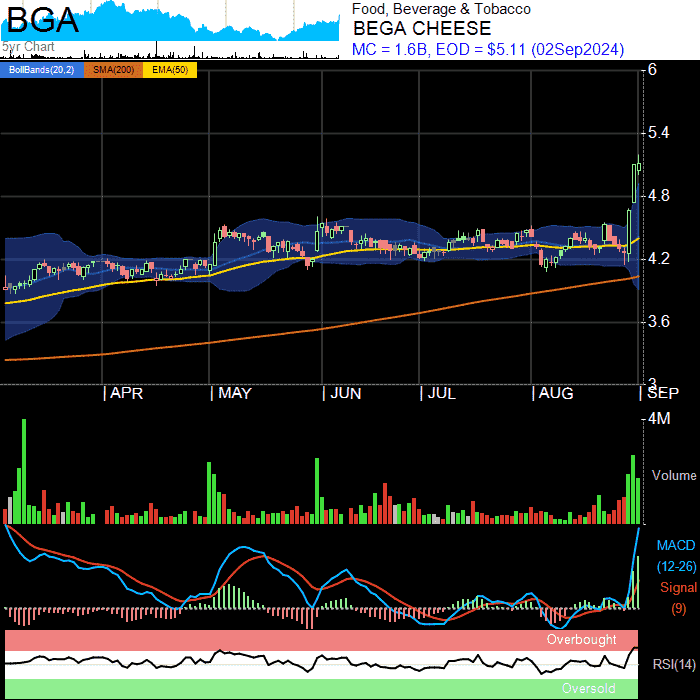 BGA
5yr Chart
Food, Beverage & Tobacco
BEGA CHEESE
MC = 1.6B, EOD = $5.11 (02Sep2024)
BollBands(20,2) SMA(200) EMA(50)
6
5.4
4.8
4.2
3.6
3
| APR | MAY | JUN | JUL | AUG | SEP
4M
Volume
MACD
(12-26)
Signal
(9)
Overbought
RSI(14)
Oversold